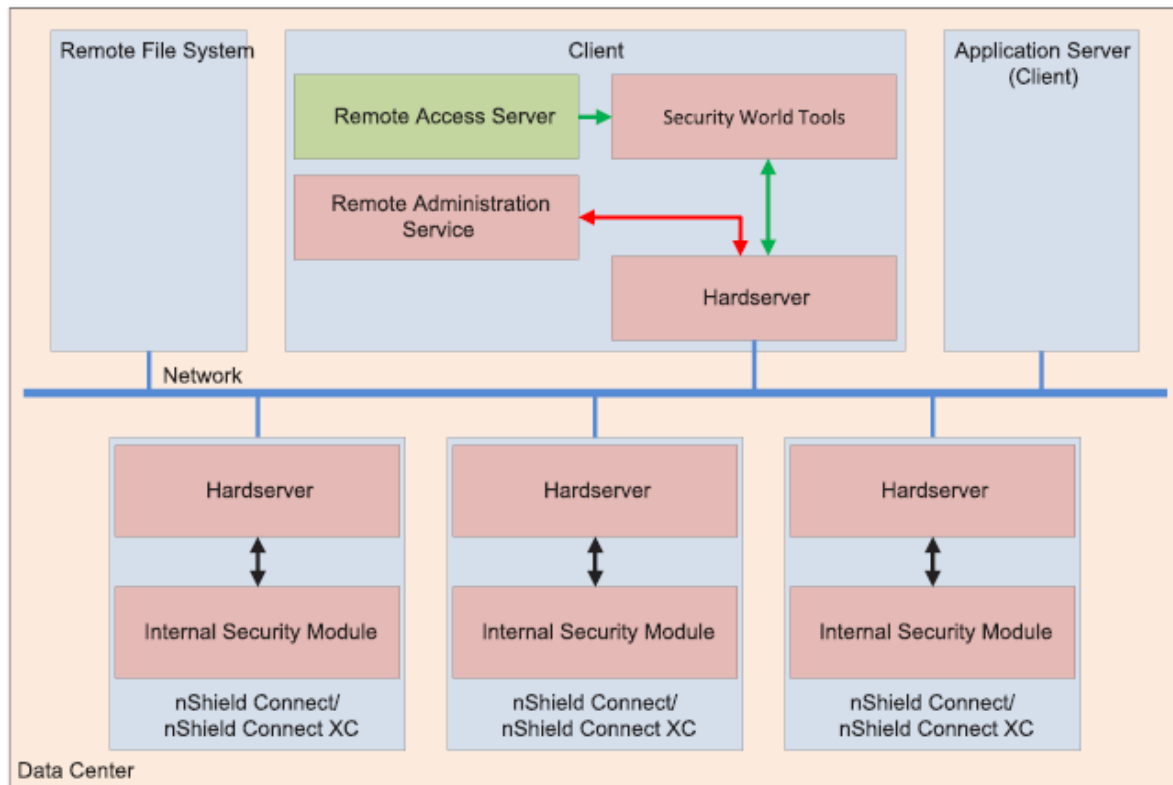 Remote File System
Client
Application Server
(Client)
Remote Access Server
Security World Tools
Remote Administration
Service
Hardserver
Network
Hardserver
Hardserver
Hardserver
Internal Security Module
Internal Security Module
Internal Security Module
nShield Connect/
nShield Connect XC
nShield Connect/
nShield Connect XC
nShield Connect/
nShield Connect XC
Data Center